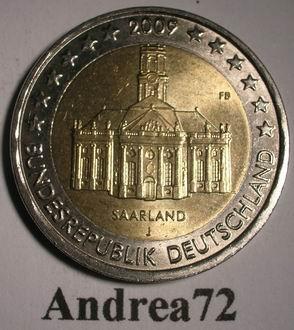 2009
FB
SAARLAND
J
BUNDESREPUBLIK DEUTSCHLAND
Andrea72